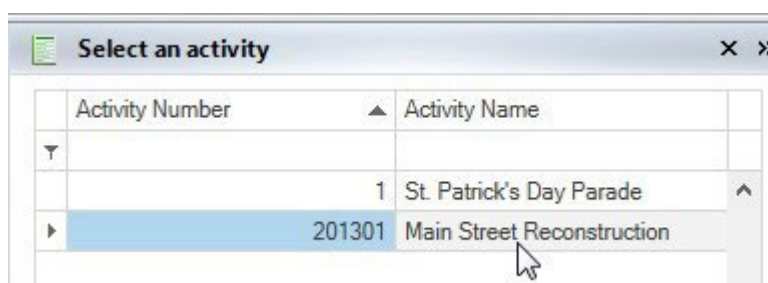 Select an activity
Activity Number Activity Name
1 St. Patrick's Day Parade
201301 Main Street Reconstruction